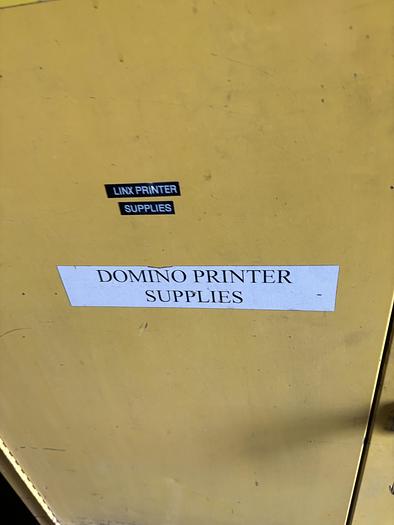 LINX PRINTER
SUPPLIES
DOMINO PRINTER
SUPPLIES